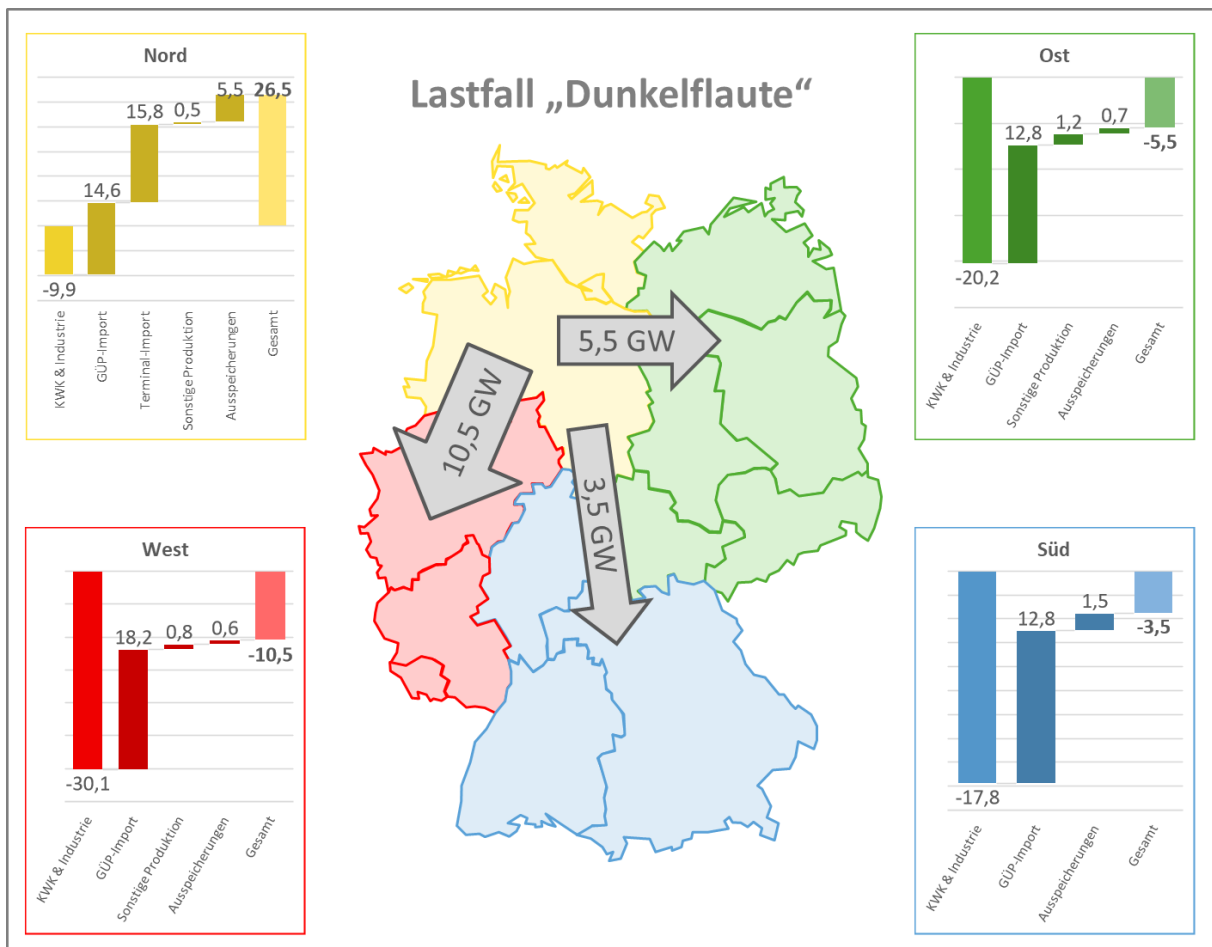 Lastfall „Dunkelflaute“
Nord
-9,9
14,6
15,8
0,5
5,5
26,5
KWK & Industrie
GÜP-Import
Terminal-Import
Sonstige Produktion
Ausspeicherungen
Gesamt
Ost
-20,2
12,8
1,2
0,7
-5,5
KWK & Industrie
GÜP-Import
Sonstige Produktion
Ausspeicherungen
Gesamt
5,5 GW
10,5 GW
3,5 GW
West
-30,1
18,2
0,8
0,6
-10,5
KWK & Industrie
GÜP-Import
Sonstige Produktion
Ausspeicherungen
Gesamt
Süd
-17,8
12,8
1,5
-3,5
KWK & Industrie
GÜP-Import
Ausspeicherungen
Gesamt